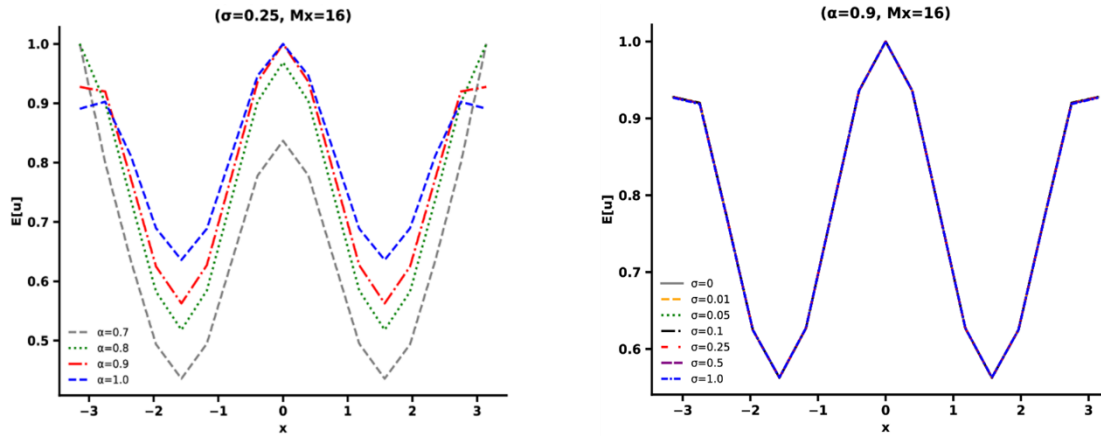 (σ=0.25, Mx=16)
1.0
0.9
0.8
0.7
0.6
0.5
E[u]
α=0.7
α=0.8
α=0.9
α=1.0
−3 −2 −1 0 1 2 3
x
(α=0.9, Mx=16)
1.0
0.9
0.8
0.7
0.6
E[u]
σ=0
σ=0.01
σ=0.05
σ=0.1
σ=0.25
σ=0.5
σ=1.0
−3 −2 −1 0 1 2 3
x